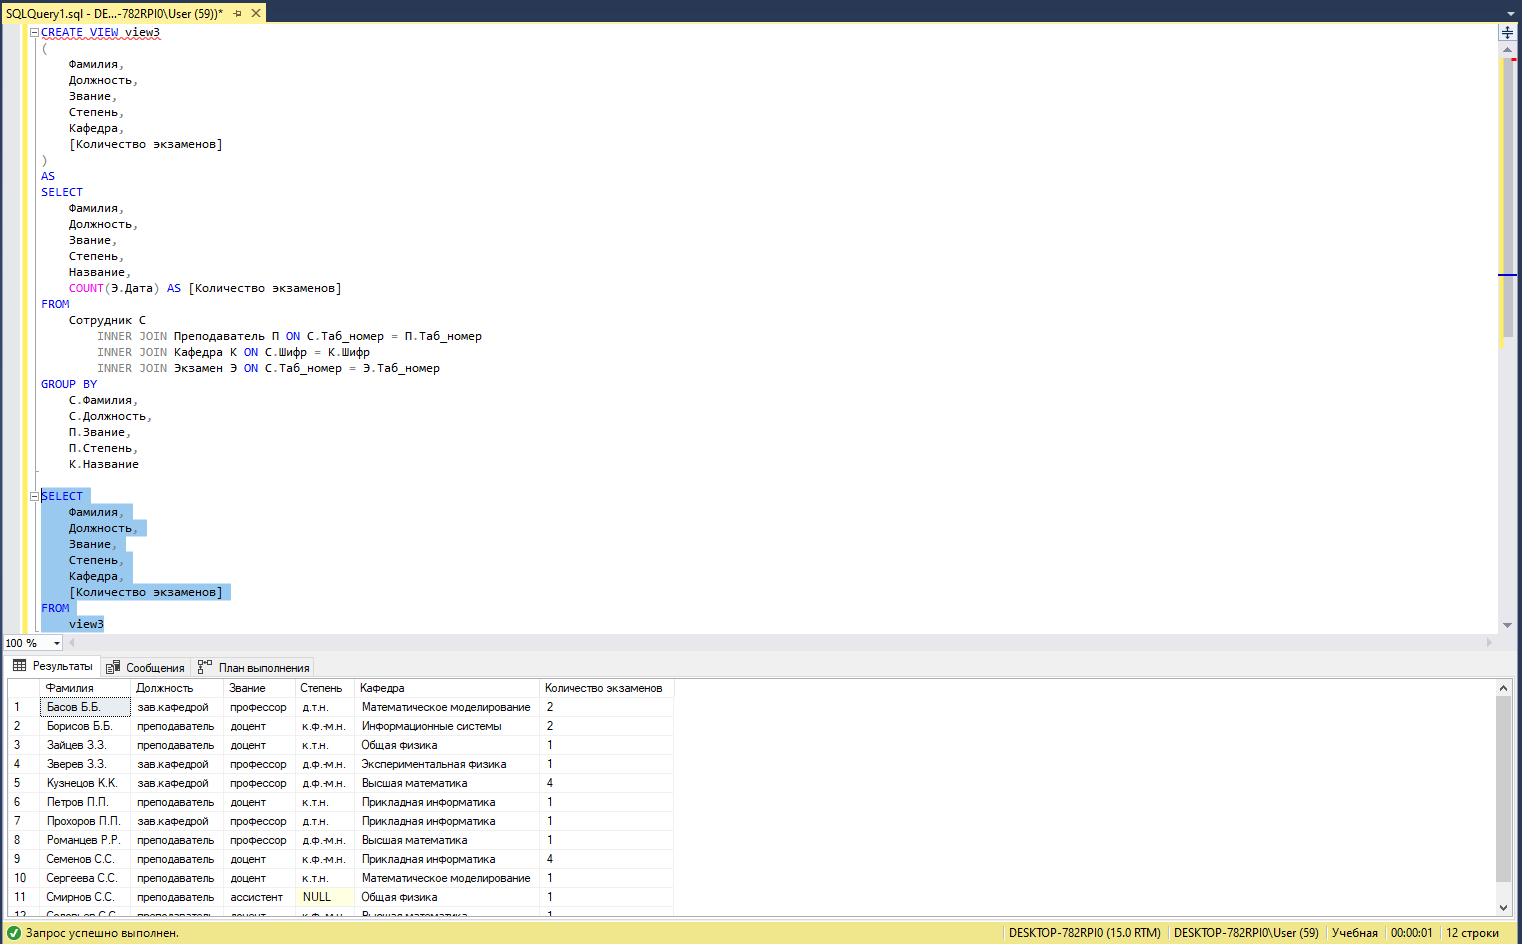 SQLQuery1.sql - DE...-782RPI0\User (59))*
CREATE VIEW view3
(
Фамилия,
Должность,
Звание,
Степень,
Кафедра,
[Количество экзаменов]
)
AS
SELECT
Фамилия,
Должность,
Звание,
Степень,
Название,
COUNT(Э.Дата) AS [Количество экзаменов]
FROM
Сотрудник С
INNER JOIN Преподаватель П ON С.Таб_номер = П.Таб_номер
INNER JOIN Кафедра К ON С.Шифр = К.Шифр
INNER JOIN Экзамен Э ON С.Таб_номер = Э.Таб_номер
GROUP BY
С.Фамилия,
С.Должность,
П.Звание,
П.Степень,
К.Название
SELECT
Фамилия,
Должность,
Звание,
Степень,
Кафедра,
[Количество экзаменов]
FROM
view3
100 %
Результаты Сообщения План выполнения
Фамилия Должность Звание Степень Кафедра Количество экзаменов
1 Басов Б.Б. зав.кафедрой профессор д.т.н. Математическое моделирование 2
2 Борисов Б.Б. преподаватель доцент к.ф.-м.н. Информационные системы 2
3 Зайцев З.З. преподаватель доцент к.т.н. Общая физика 1
4 Зверев З.З. зав.кафедрой профессор д.ф.-м.н. Экспериментальная физика 1
5 Кузнецов К.К. зав.кафедрой профессор д.ф.-м.н. Высшая математика 4
6 Петров П.П. преподаватель доцент к.т.н. Прикладная информатика 1
7 Прохоров П.П. зав.кафедрой профессор д.т.н. Прикладная информатика 1
8 Романцев Р.Р. преподаватель профессор д.ф.-м.н. Высшая математика 1
9 Семенов С.С. преподаватель доцент к.ф.-м.н. Прикладная информатика 4
10 Сергеева С.С. преподаватель доцент к.т.н. Математическое моделирование 1
11 Смирнов С.С. преподаватель ассистент NULL Общая физика 1
12 преподаватель доцент к.ф.-м.н. Высшая математика 1
Запрос успешно выполнен. DESKTOP-782RPI0 (15.0 RTM) DESKTOP-782RPI0\User (59) Учебная 00:00:01 12 строки